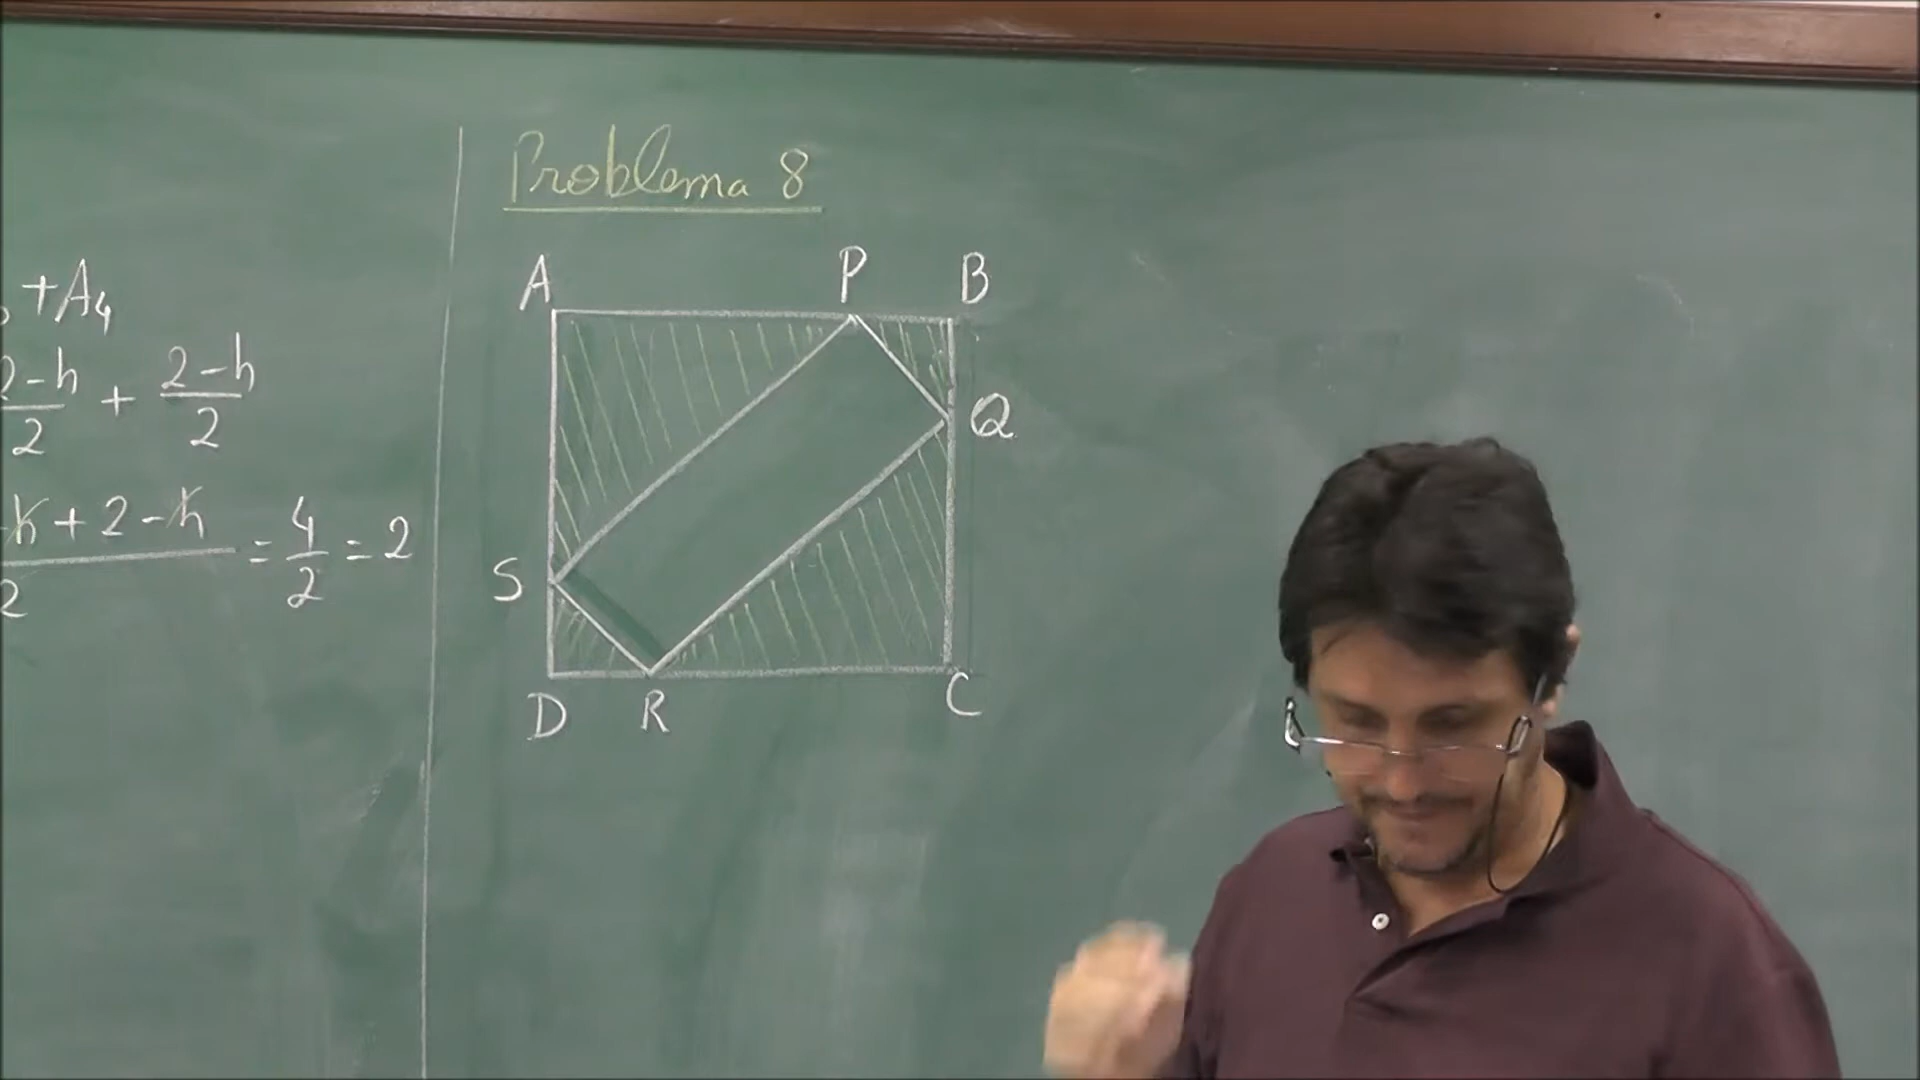 +A₄
2-h/2 + 2-h/2
-h+2-h/2 = 4/2 = 2
Problema 8
A P B
Q
S
D R C